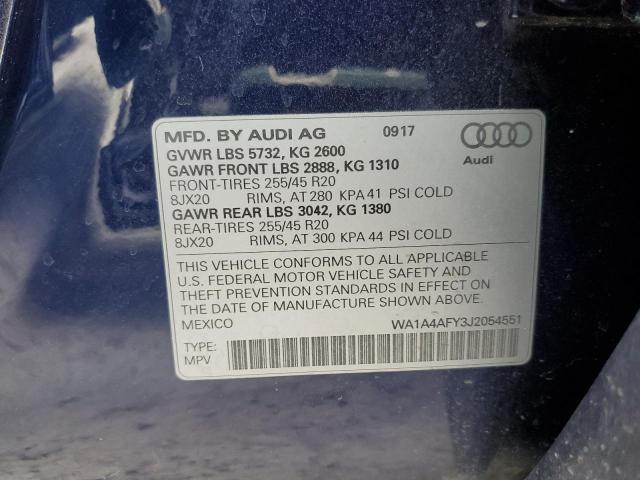 MFD. BY AUDI AG 0917
GVWR LBS 5732, KG 2600
GAWR FRONT LBS 2888, KG 1310
FRONT-TIRES 255/45 R20
8JX20 RIMS, AT 280 KPA 41 PSI COLD
GAWR REAR LBS 3042, KG 1380
REAR-TIRES 255/45 R20
8JX20 RIMS, AT 300 KPA 44 PSI COLD
Audi
THIS VEHICLE CONFORMS TO ALL APPLICABLE
U.S. FEDERAL MOTOR VEHICLE SAFETY AND
THEFT PREVENTION STANDARDS IN EFFECT ON
THE DATE OF MANUFACTURE SHOWN ABOVE.
MEXICO WA1A4AFY3J2054551
TYPE:
MPV